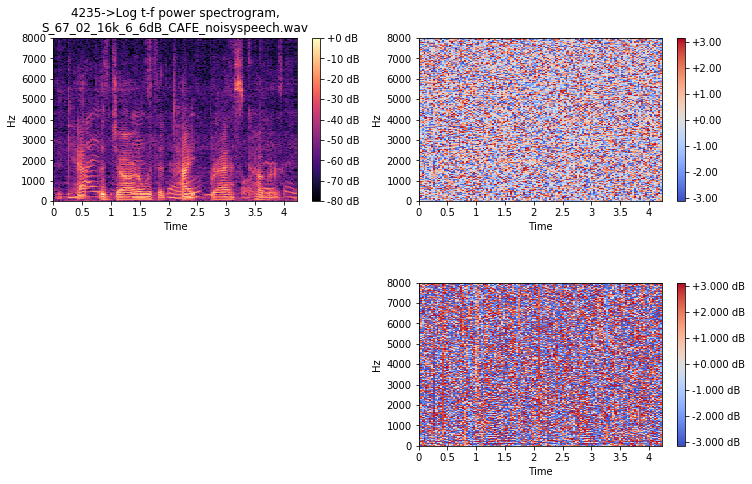 4235->Log t-f power spectrogram,
S_67_02_16k_6_6dB_CAFE_noisyspeech.wav
8000
7000
6000
5000
4000
3000
2000
1000
0
Hz
0 0.5 1 1.5 2 2.5 3 3.5 4
Time
+0 dB
-10 dB
-20 dB
-30 dB
-40 dB
-50 dB
-60 dB
-70 dB
-80 dB
8000
7000
6000
5000
4000
3000
2000
1000
0
Hz
0 0.5 1 1.5 2 2.5 3 3.5 4
Time
+3.00
+2.00
+1.00
+0.00
-1.00
-2.00
-3.00
8000
7000
6000
5000
4000
3000
2000
1000
0
Hz
0 0.5 1 1.5 2 2.5 3 3.5 4
Time
+3.000 dB
+2.000 dB
+1.000 dB
+0.000 dB
-1.000 dB
-2.000 dB
-3.000 dB